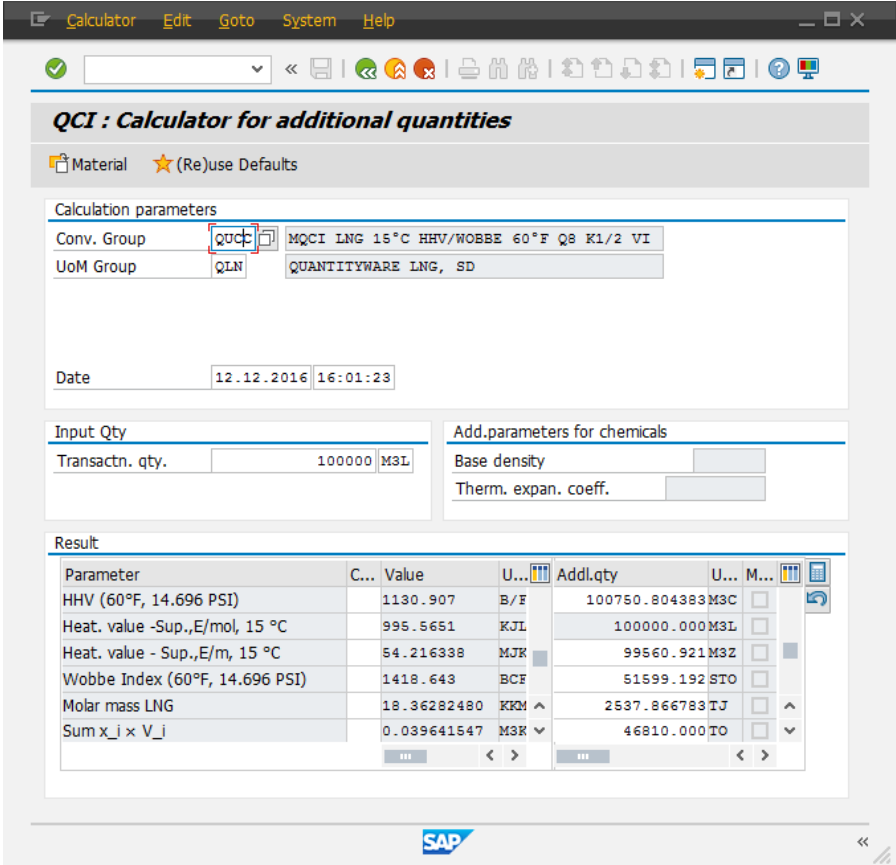 Calculator Edit Goto System Help
QCI : Calculator for additional quantities
Material (Re)use Defaults
Calculation parameters
Conv. Group QUCC MQCI LNG 15°C HHV/WOBBE 60°F Q8 K1/2 VI
UoM Group QLN QUANTITYWARE LNG, SD
Date 12.12.2016 16:01:23
Input Qty Add.parameters for chemicals
Transactn. qty. 100000 M3L Base density
Therm. expan. coeff.
Result
Parameter C... Value U... Addl.qty U... M...
HHV (60°F, 14.696 PSI) 1130.907 B/F 100750.804383 M3C
Heat. value -Sup.,E/mol, 15 °C 995.5651 KJL 100000.000 M3L
Heat. value - Sup.,E/m, 15 °C 54.216338 MJK 99560.921 M3Z
Wobbe Index (60°F, 14.696 PSI) 1418.643 BCF 51599.192 STO
Molar mass LNG 18.36282480 KKM 2537.866783 TJ
Sum x_i × V_i 0.039641547 M3K 46810.000 TO
SAP